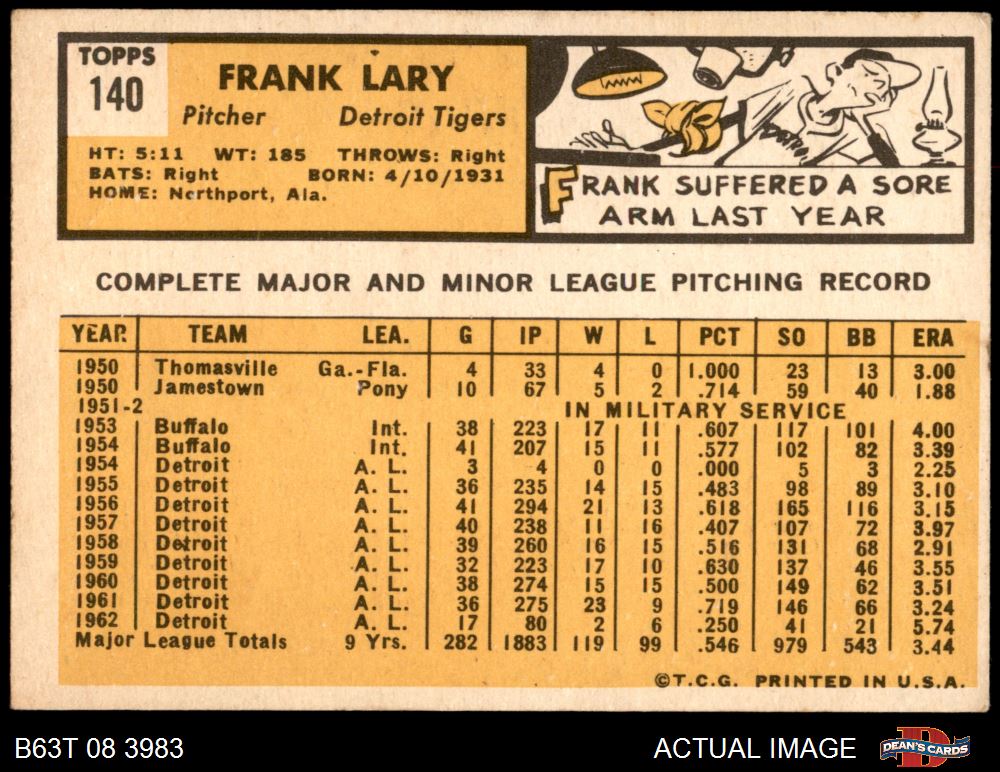 TOPPS
140
FRANK LARY
Pitcher Detroit Tigers
HT: 5:11 WT: 185 THROWS: Right
BATS: Right BORN: 4/10/1931
HOME: Northport, Ala.
FRANK SUFFERED A SORE
ARM LAST YEAR
COMPLETE MAJOR AND MINOR LEAGUE PITCHING RECORD
YEAR TEAM LEA. G IP W L PCT SO BB ERA
1950 Thomasville Ga.-Fla. 4 33 4 0 1.000 23 13 3.00
1950 Jamestown Pony 10 67 5 2 .714 59 40 1.88
1951-2 IN MILITARY SERVICE
1953 Buffalo Int. 38 223 17 11 .607 117 101 4.00
1954 Buffalo Int. 41 207 15 11 .577 102 82 3.39
1954 Detroit A. L. 3 4 0 0 .000 5 3 2.25
1955 Detroit A. L. 36 235 14 15 .483 98 89 3.10
1956 Detroit A. L. 41 294 21 13 .618 165 116 3.15
1957 Detroit A. L. 40 238 11 16 .407 107 72 3.97
1958 Detroit A. L. 39 260 16 15 .516 131 68 2.91
1959 Detroit A. L. 32 223 17 10 .630 137 46 3.55
1960 Detroit A. L. 38 274 15 15 .500 149 62 3.51
1961 Detroit A. L. 36 275 23 9 .719 146 66 3.24
1962 Detroit A. L. 17 80 2 6 .250 41 21 5.74
Major League Totals 9 Yrs. 282 1883 119 99 .546 979 543 3.44
©T.C.G. PRINTED IN U.S.A.
B63T 08 3983 ACTUAL IMAGE DEAN'S CARDS